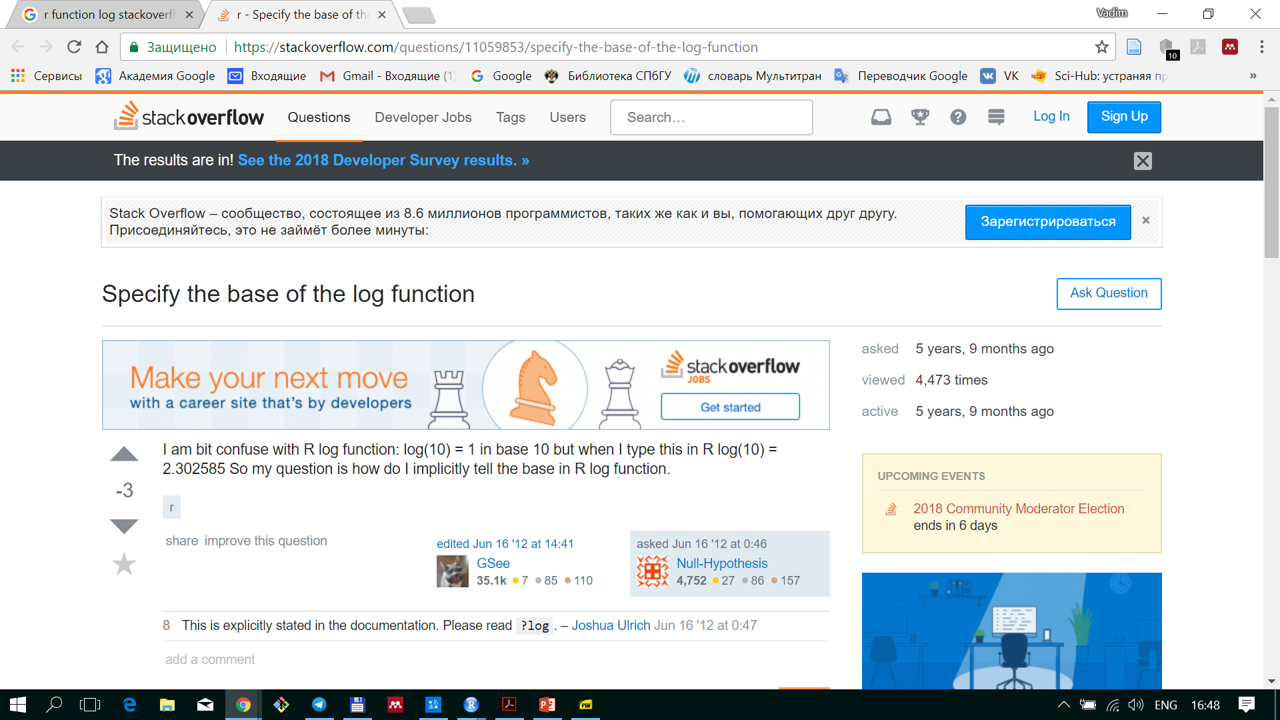 r function log stackoverfl
r - Specify the base of the
Vadim
Защищено
https://stackoverflow.com/questions/11059853/specify-the-base-of-the-log-function
10
Сервисы
Академия Google
Входящие
Gmail - Входящие (1
Google
Библиотека СПбГУ
словарь Мультитран
Переводчик Google
VK
Sci-Hub: устраняя пр
»
stackoverflow
Questions
Developer Jobs
Tags
Users
Search…
Log In
Sign Up
The results are in! See the 2018 Developer Survey results. »
Stack Overflow – сообщество, состоящее из 8.6 миллионов программистов, таких же как и вы, помогающих друг другу.
Присоединяйтесь, это не займёт более минуты:
Зарегистрироваться
×
Specify the base of the log function
Ask Question
Make your next move
with a career site that's by developers
stackoverflow
JOBS
Get started
asked 5 years, 9 months ago
viewed 4,473 times
active 5 years, 9 months ago
-3
I am bit confuse with R log function: log(10) = 1 in base 10 but when I type this in R log(10) =
2.302585 So my question is how do I implicitly tell the base in R log function.
r
share improve this question
edited Jun 16 '12 at 14:41
GSee
35.1k ●7 ●85 ●110
asked Jun 16 '12 at 0:46
Null-Hypothesis
4,752 ●27 ●86 ●157
UPCOMING EVENTS
2018 Community Moderator Election
ends in 6 days
8 This is explicitly stated in the documentation. Please read ?log. – Joshua Ulrich Jun 16 '12 at 0:47
add a comment
ENG
16:48